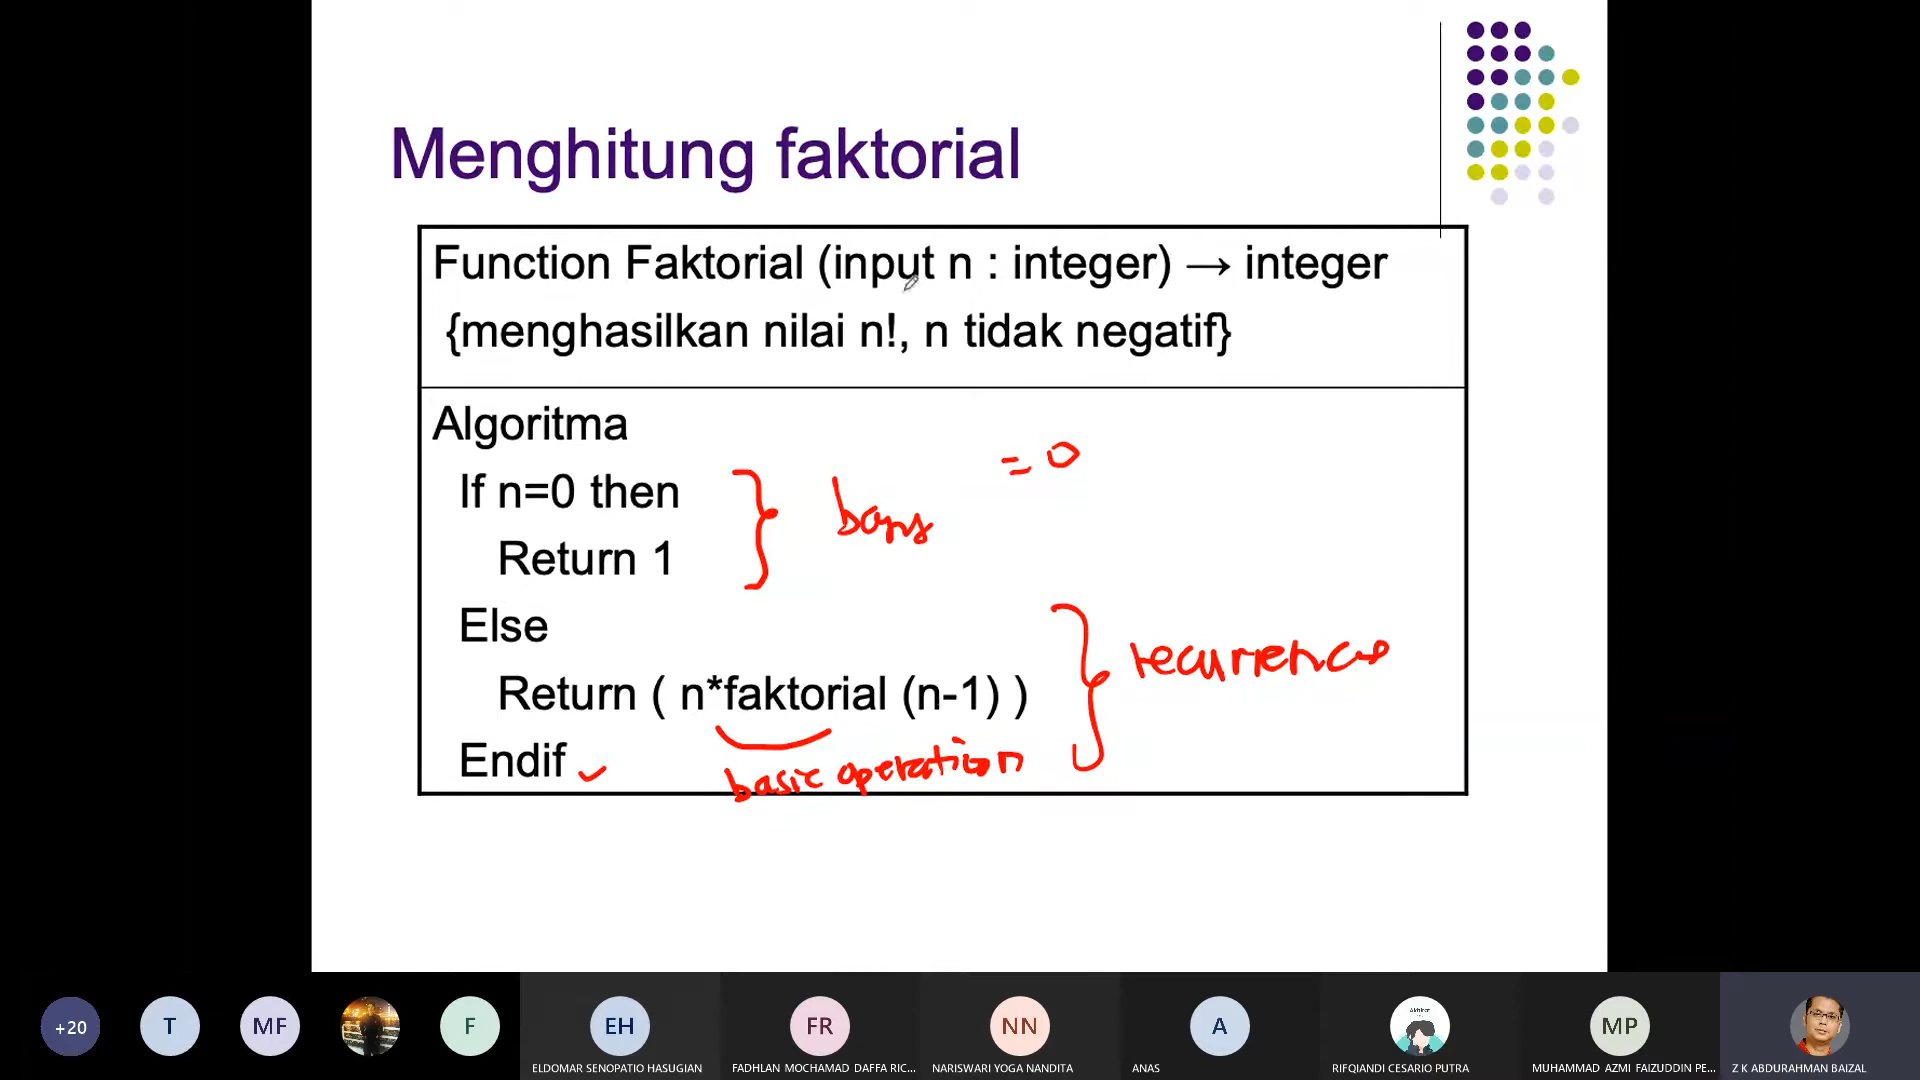 Menghitung faktorial
Function Faktorial (input n : integer) → integer
{menghasilkan nilai n!, n tidak negatif}
Algoritma
= 0
If n=0 then
basis
Return 1
Else
recurrence
Return ( n*faktorial (n-1) )
Endif
basic operation
+20
T
MF
F
EH
FR
NN
A
MP
ELDOMAR SENOPATIO HASUGIAN
FADHLAN MOCHAMAD DAFFA RIC...
NARISWARI YOGA NANDITA
ANAS
RIFQIANDI CESARIO PUTRA
MUHAMMAD AZMI FAIZUDDIN PE...
Z K ABDURAHMAN BAIZAL